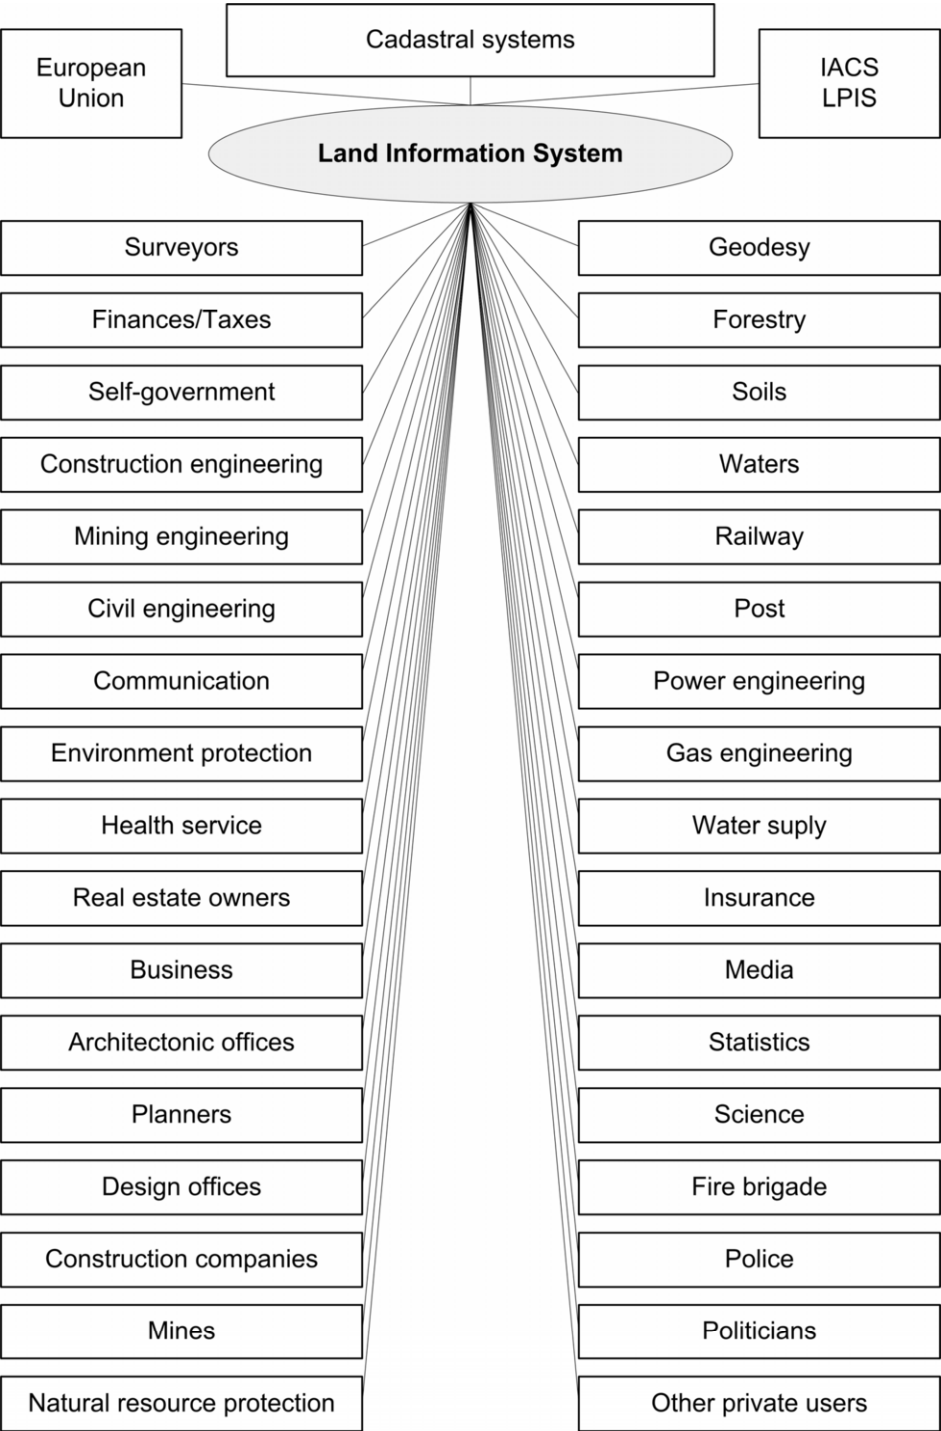 Cadastral systems
European
Union
IACS
LPIS
Land Information System
Surveyors
Geodesy
Finances/Taxes
Forestry
Self-government
Soils
Construction engineering
Waters
Mining engineering
Railway
Civil engineering
Post
Communication
Power engineering
Environment protection
Gas engineering
Health service
Water suply
Real estate owners
Insurance
Business
Media
Architectonic offices
Statistics
Planners
Science
Design offices
Fire brigade
Construction companies
Police
Mines
Politicians
Natural resource protection
Other private users